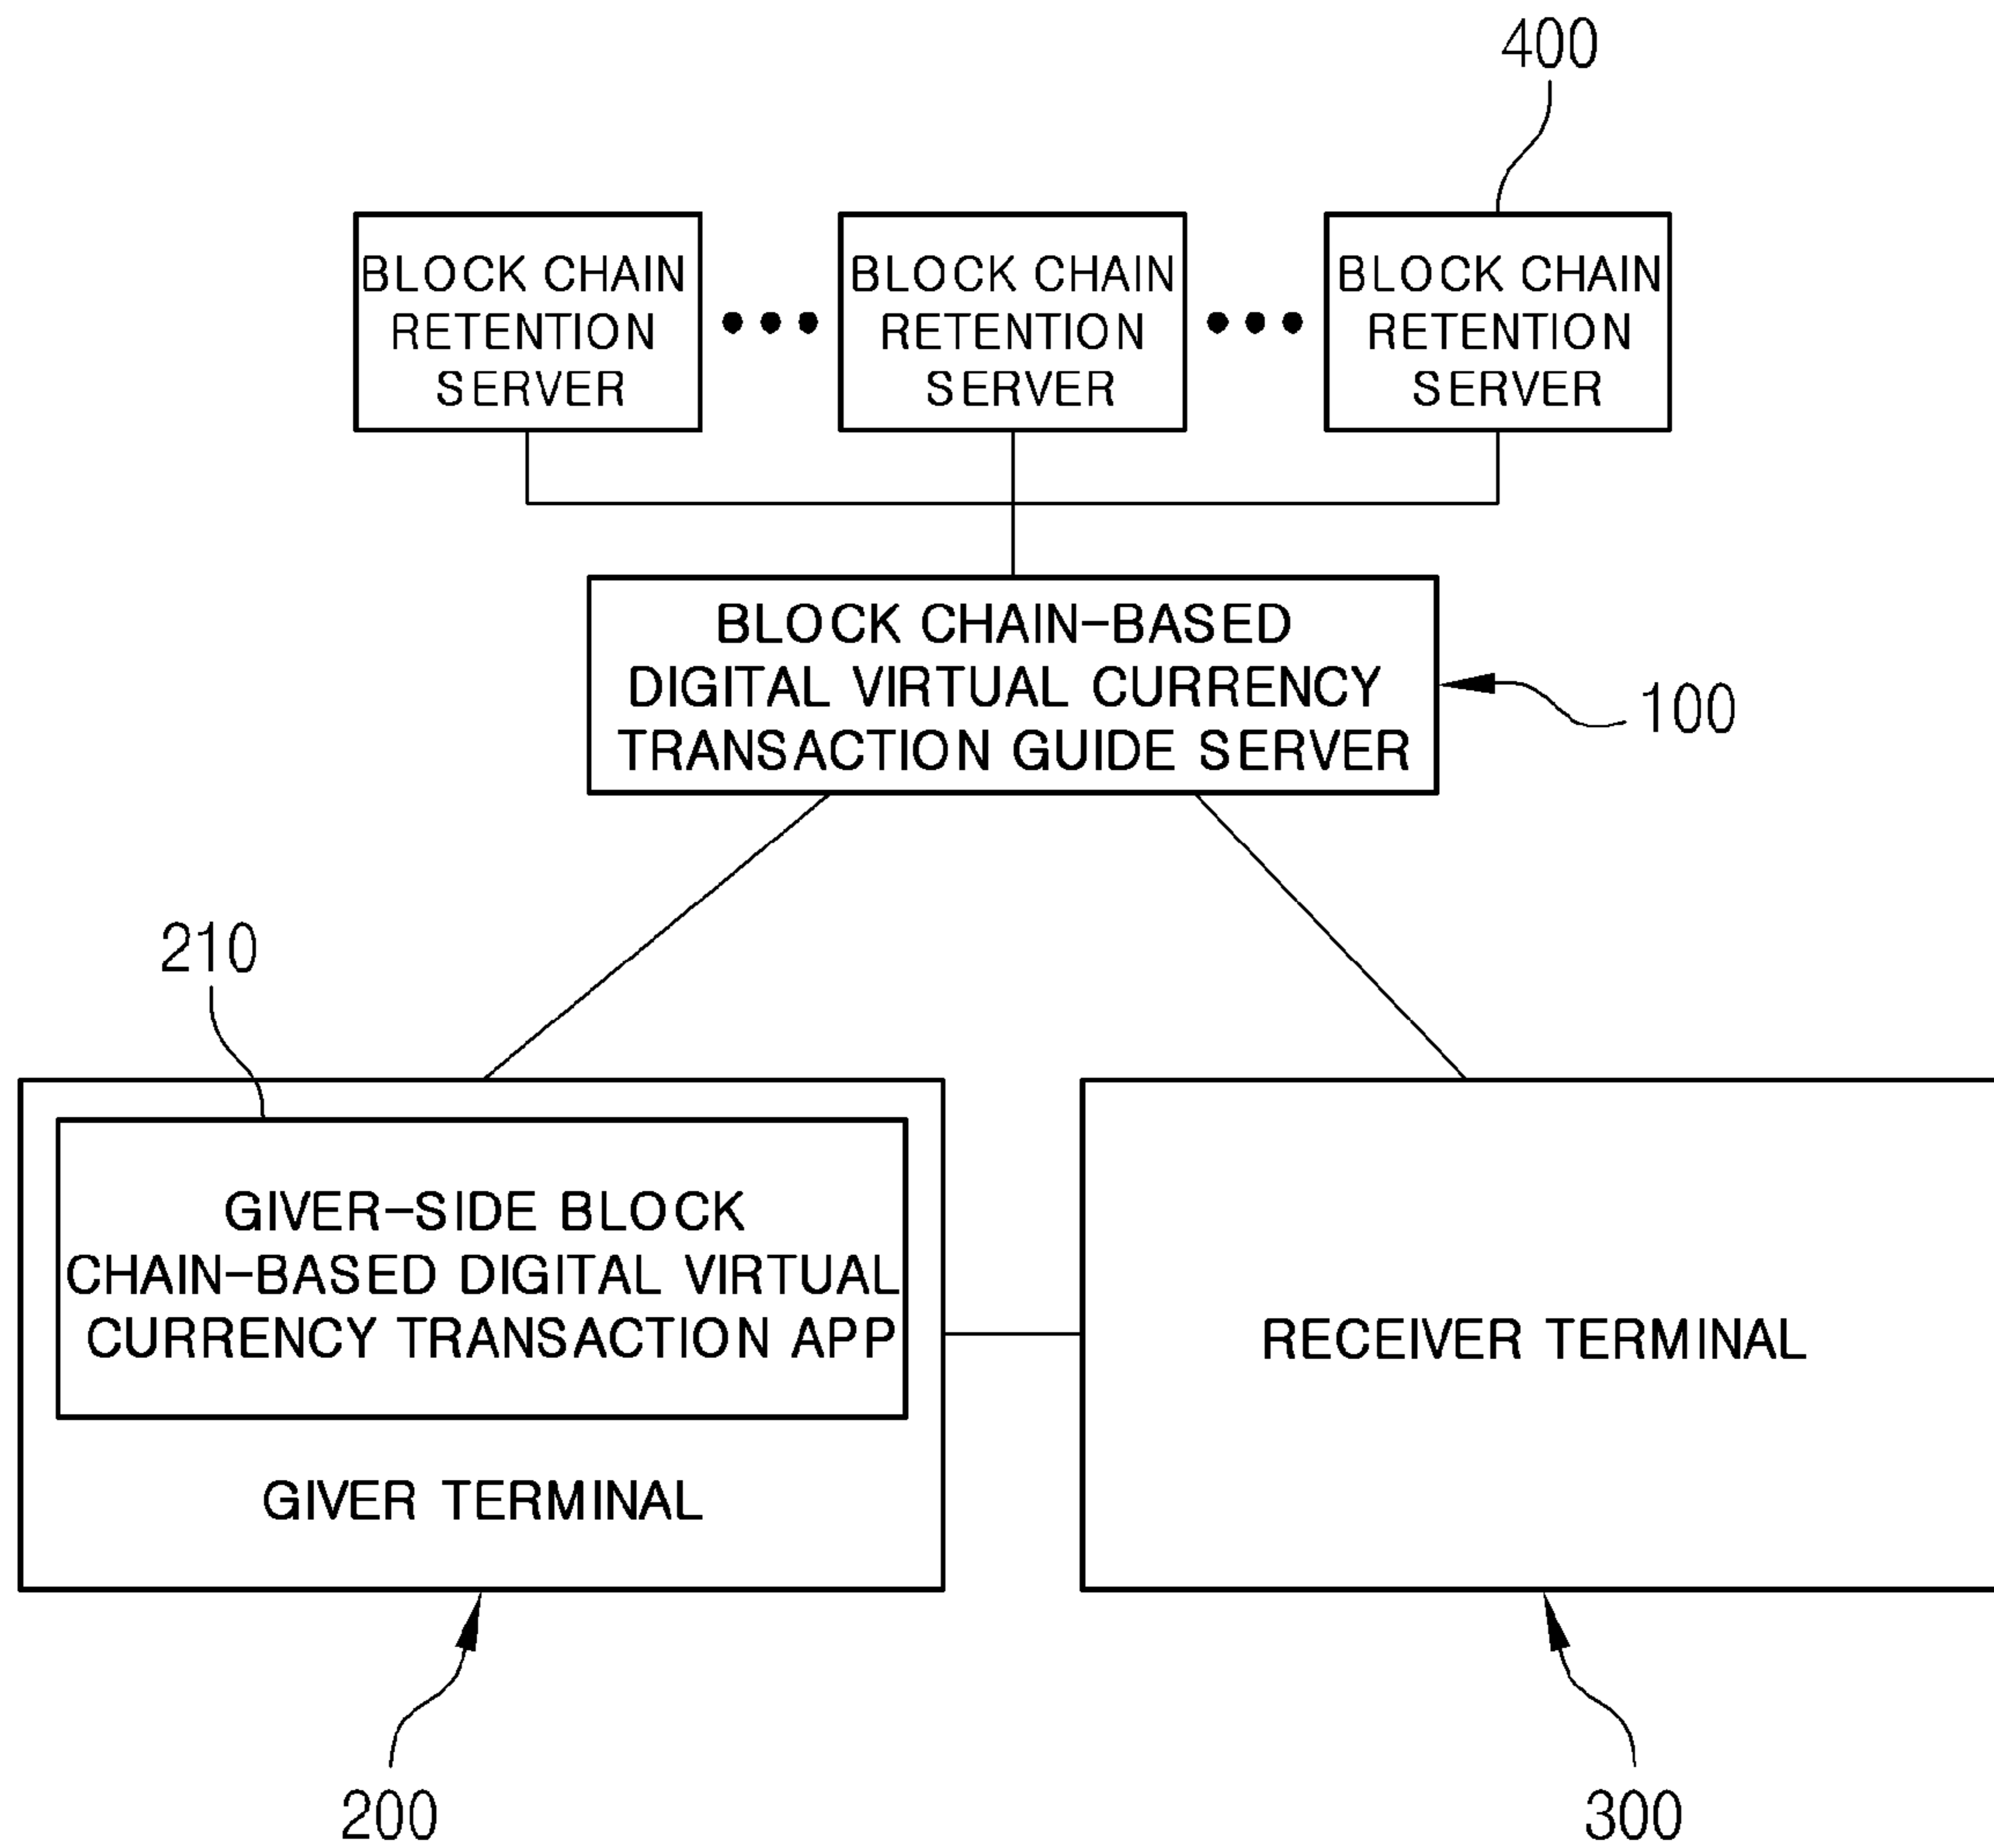 400
BLOCK CHAIN
RETENTION
SERVER
BLOCK CHAIN
RETENTION
SERVER
BLOCK CHAIN
RETENTION
SERVER
BLOCK CHAIN-BASED
DIGITAL VIRTUAL CURRENCY
TRANSACTION GUIDE SERVER
100
210
GIVER-SIDE BLOCK
CHAIN-BASED DIGITAL VIRTUAL
CURRENCY TRANSACTION APP
GIVER TERMINAL
RECEIVER TERMINAL
200
300